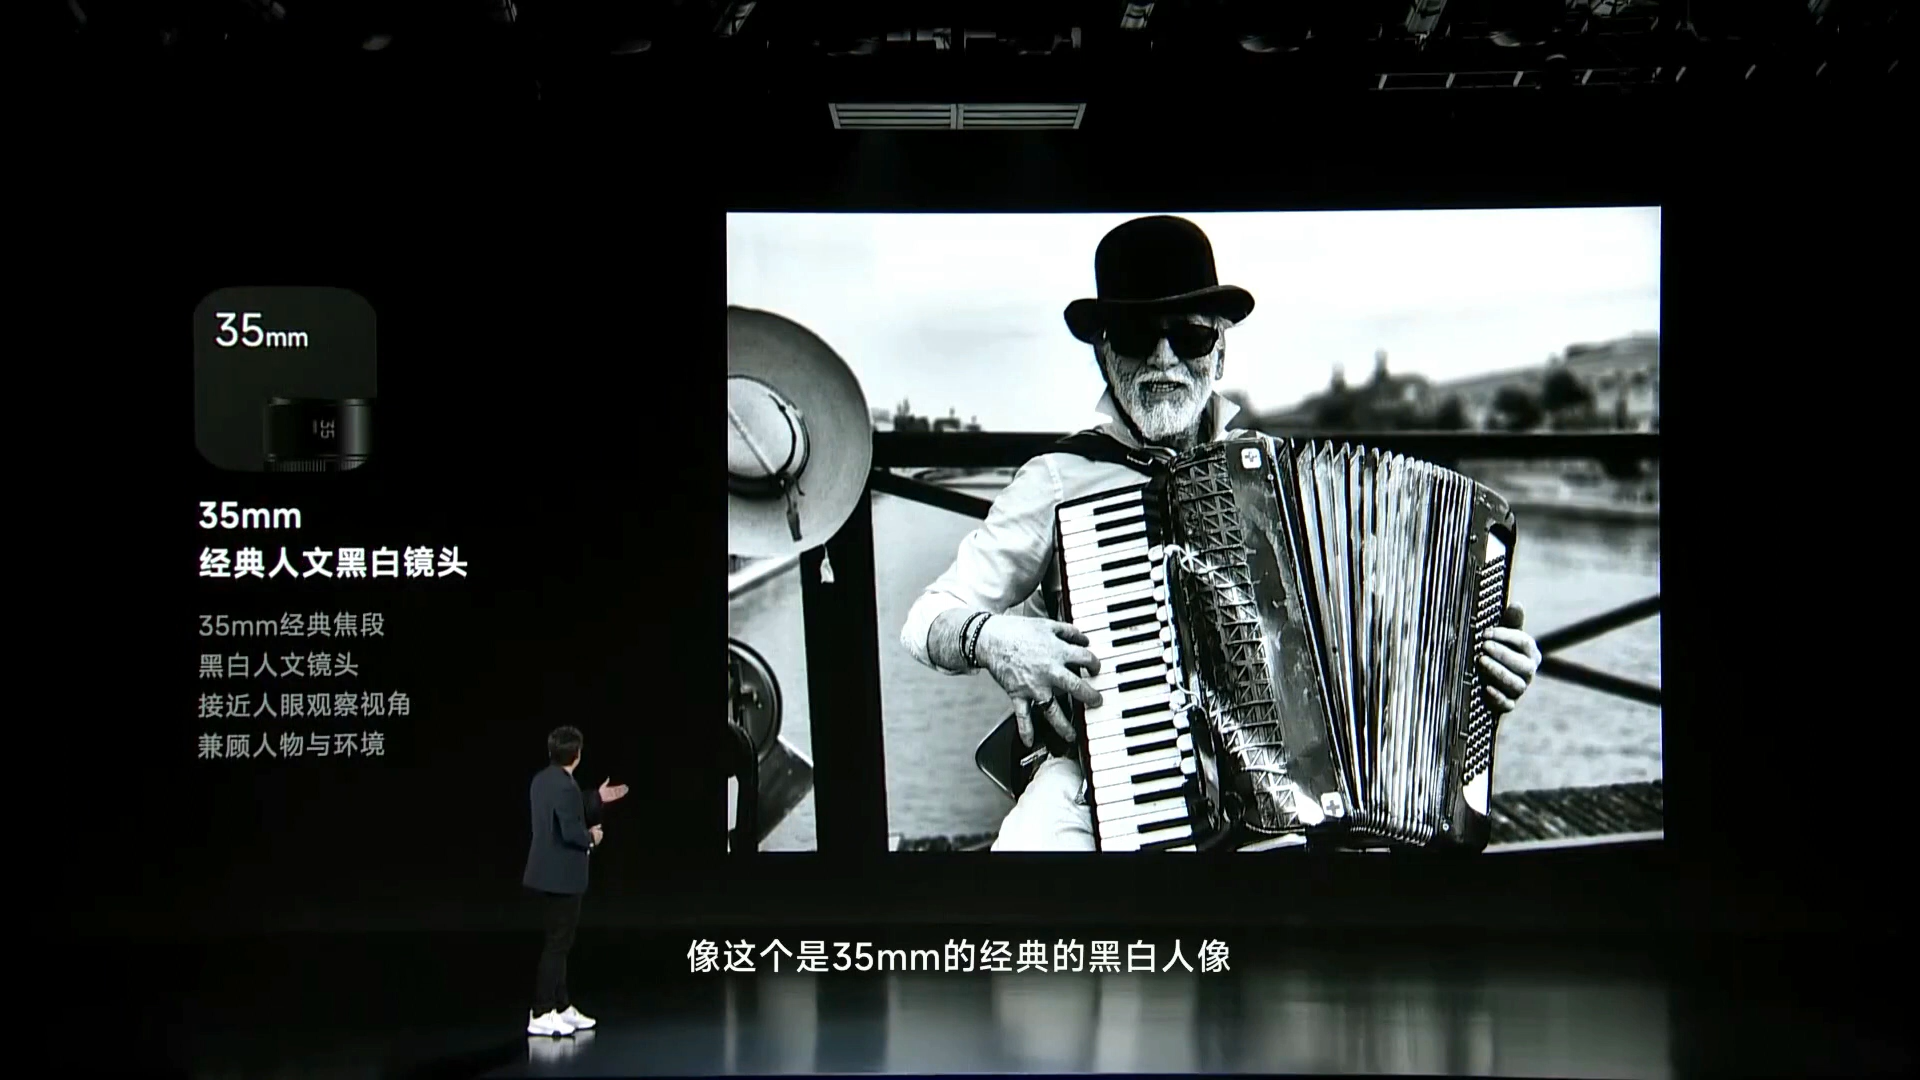 35mm
35
35mm
经典人文黑白镜头
35mm经典焦段
黑白人文镜头
接近人眼观察视角
兼顾人物与环境
像这个是35mm的经典的黑白人像